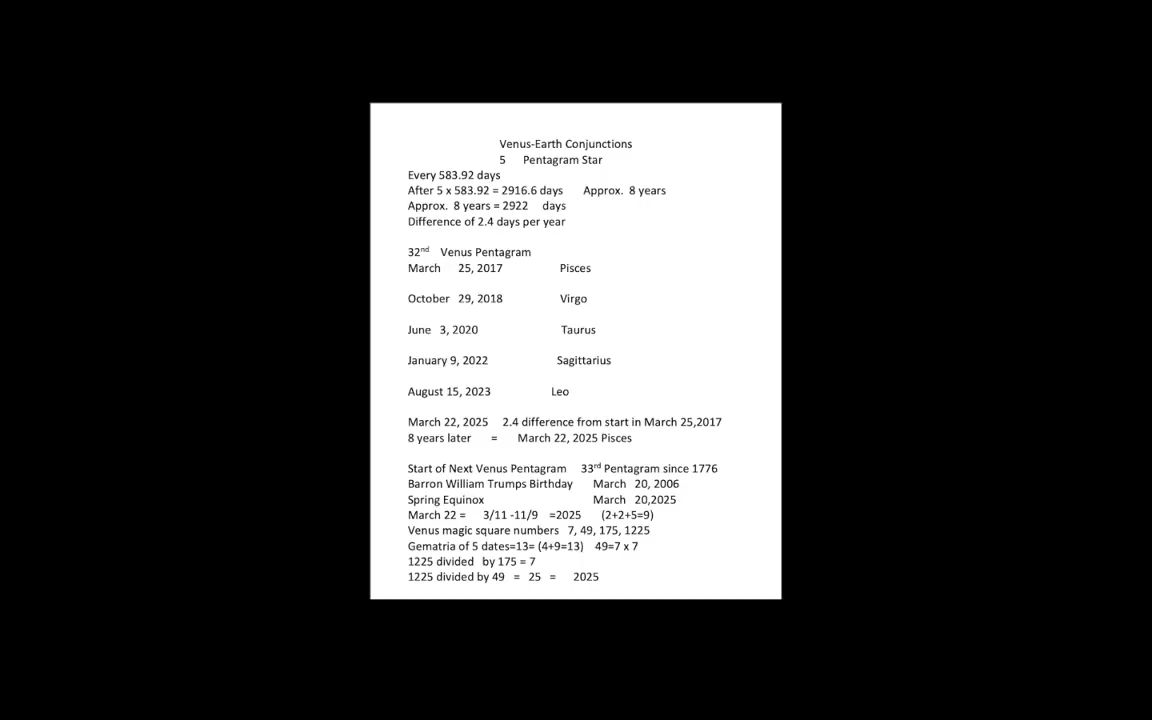 Venus-Earth Conjunctions
5 Pentagram Star
Every 583.92 days
After 5 x 583.92 = 2916.6 days Approx. 8 years
Approx. 8 years = 2922 days
Difference of 2.4 days per year
32nd Venus Pentagram
March 25, 2017 Pisces
October 29, 2018 Virgo
June 3, 2020 Taurus
January 9, 2022 Sagittarius
August 15, 2023 Leo
March 22, 2025 2.4 difference from start in March 25,2017
8 years later = March 22, 2025 Pisces
Start of Next Venus Pentagram 33rd Pentagram since 1776
Barron William Trumps Birthday March 20, 2006
Spring Equinox March 20,2025
March 22 = 3/11 -11/9 =2025 (2+2+5=9)
Venus magic square numbers 7, 49, 175, 1225
Gematria of 5 dates=13= (4+9=13) 49=7 x 7
1225 divided by 175 = 7
1225 divided by 49 = 25 = 2025